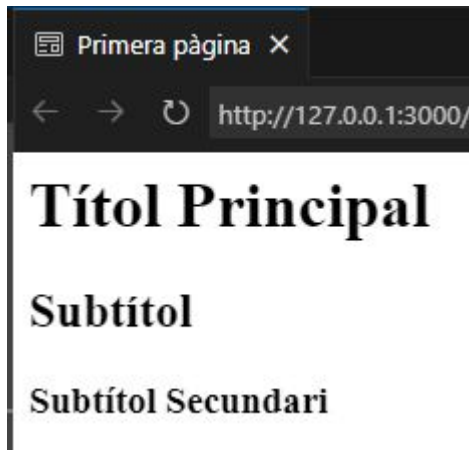 Primera pàgina
http://127.0.0.1:3000/
Títol Principal
Subtítol
Subtítol Secundari